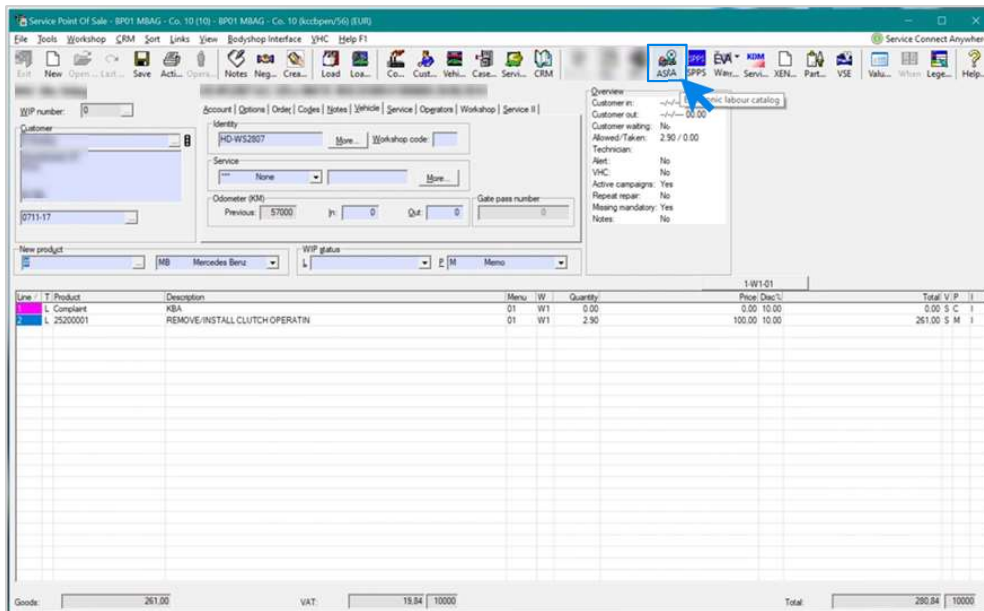 Service Point Of Sale - BP01 MBAG - Co. 10 (10) - BP01 MBAG - Co. 10 (kccbpen/56) (EUR)
File Tools Workshop CRM Sort Links View Bodyshop Interface VHC Help F1
Service Connect Anywher
Exit New Open... Last... Save Acti... Open... Notes Neg... Crea... Load Loa... Co... Cust... Vehi... Case... Servi... CRM ASRA SPPS Warr... Servi... XEN... Part... VSE Valu... When Lege... Help..
SPPS EVA KDM
WIP number: 0 ...
Customer
0711-17 ...
Account Options Order Codes Notes Vehicle Service Operators Workshop Service II
Identity
HD-WS2807 More... Workshop code:
Service
*** None More...
Odometer (KM)
Previous: 57000 In: 0 Out: 0
Gate pass number
0
Overview
Customer in: --/--/--
onic labour catalog
Customer out: --/--/-- 00.00
Customer waiting: No
Allowed/Taken: 2.90 / 0.00
Technician:
Alert: No
VHC: No
Active campaigns: Yes
Repeat repair: No
Missing mandatory: Yes
Notes: No
New product
... MB Mercedes Benz
WIP status
L P M Memo
1-W1-01
Line / T Product Description Menu W Quantity Price Disc% Total V P I
1 L Complaint KBA 01 W1 0.00 0.00 10.00 0.00 S C I
2 L 25200001 REMOVE/INSTALL CLUTCH OPERATIN 01 W1 2.90 100.00 10.00 261.00 S M I
Goods: 261,00 VAT: 19,84 10000 Total: 280,84 10000